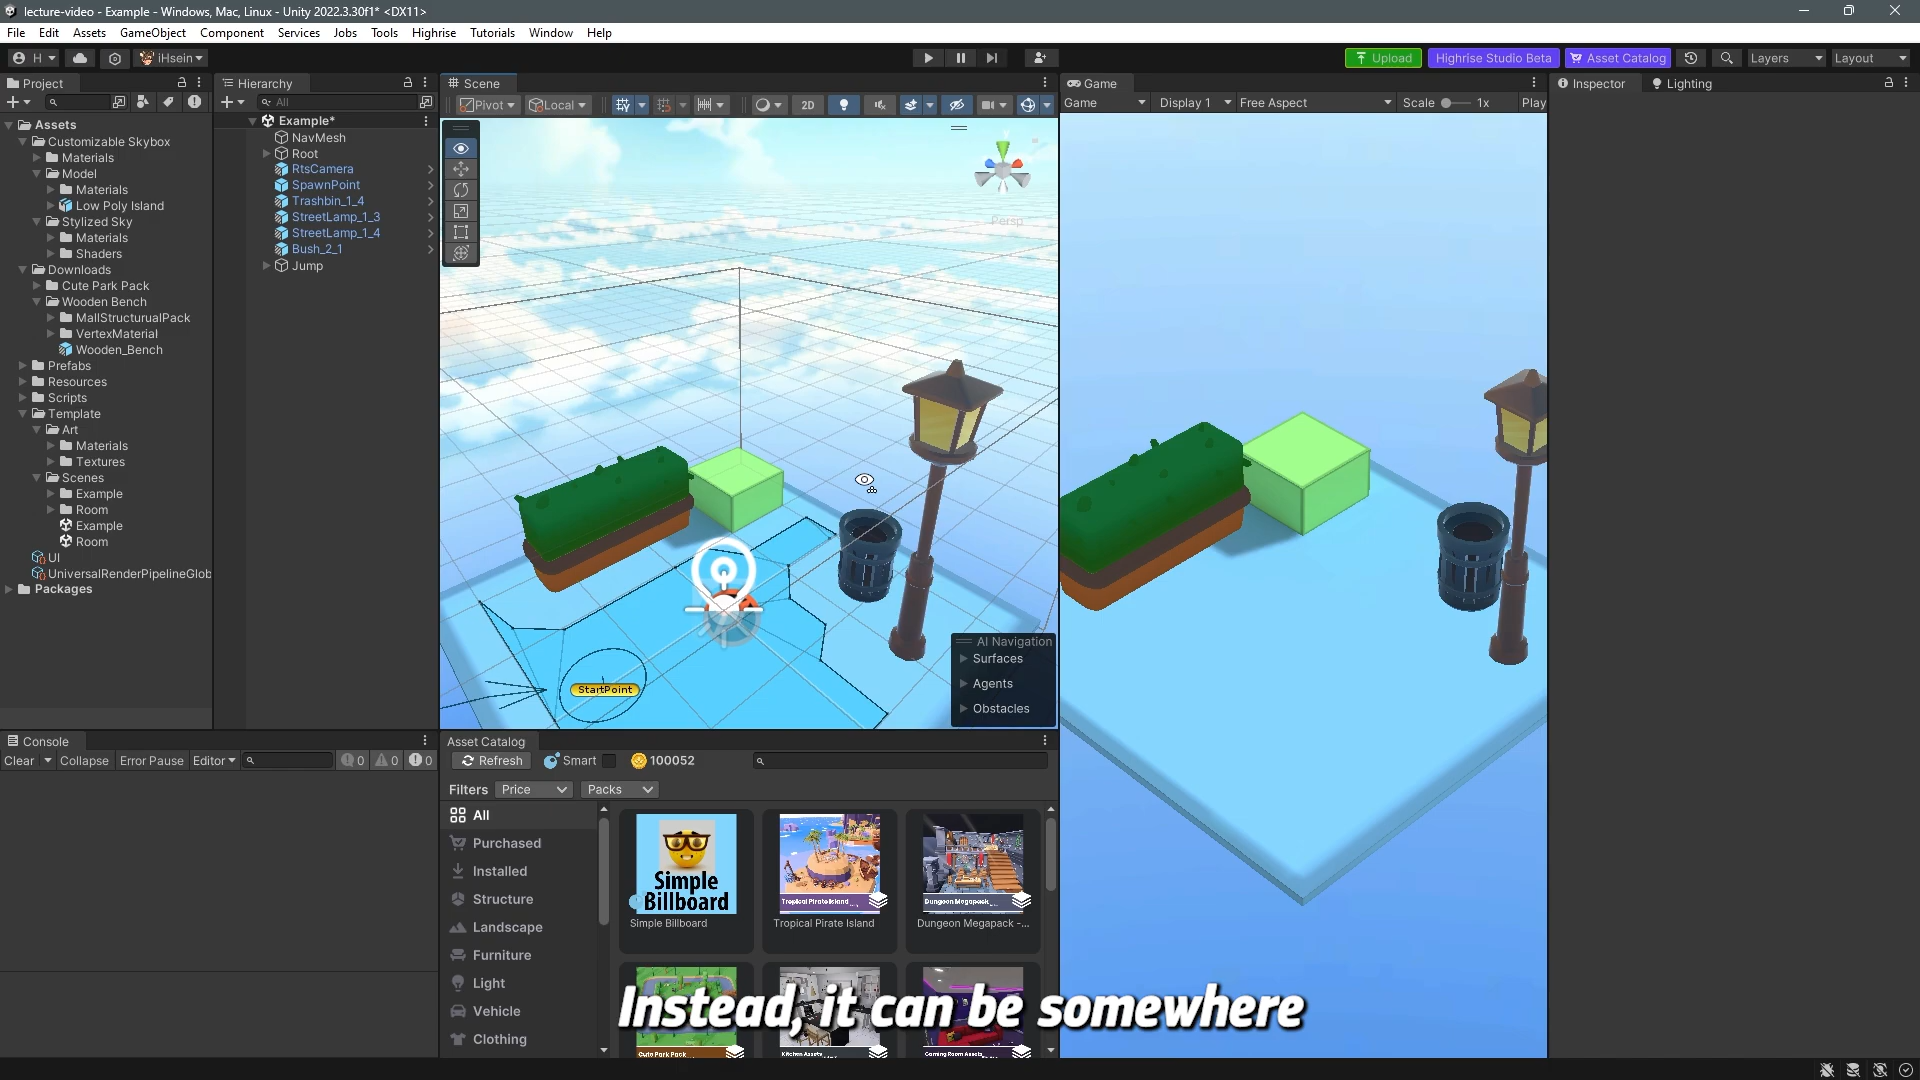 lecture-video - Example - Windows, Mac, Linux - Unity 2022.3.30f1* <DX11>
File Edit Assets GameObject Component Services Jobs Tools Highrise Tutorials Window Help
H iHsein Upload Highrise Studio Beta Asset Catalog Layers Layout
Project Hierarchy Scene Game Inspector Lighting
All Pivot Local 2D Game Display 1 Free Aspect Scale 1x Play
Assets
Customizable Skybox
Materials
Model
Materials
Low Poly Island
Stylized Sky
Materials
Shaders
Downloads
Cute Park Pack
Wooden Bench
MallStructurualPack
VertexMaterial
Wooden_Bench
Prefabs
Resources
Scripts
Template
Art
Materials
Textures
Scenes
Example
Room
Example
Room
UI
UniversalRenderPipelineGlob
Packages
Example*
NavMesh
Root
RtsCamera
SpawnPoint
Trashbin_1_4
StreetLamp_1_3
StreetLamp_1_4
Bush_2_1
Jump
Persp
StartPoint
AI Navigation
Surfaces
Agents
Obstacles
Console
Clear Collapse Error Pause Editor 0 0 0
Asset Catalog
Refresh Smart 100052
Filters Price Packs
All
Purchased
Installed
Structure
Landscape
Furniture
Light
Vehicle
Clothing
Simple
Billboard
Simple Billboard
Tropical Pirate Island
Tropical Pirate Island
Dungeon Megapack
Dungeon Megapack -...
Cute Park Pack
Kitchen Assets
Gaming Room Assets
Instead, it can be somewhere